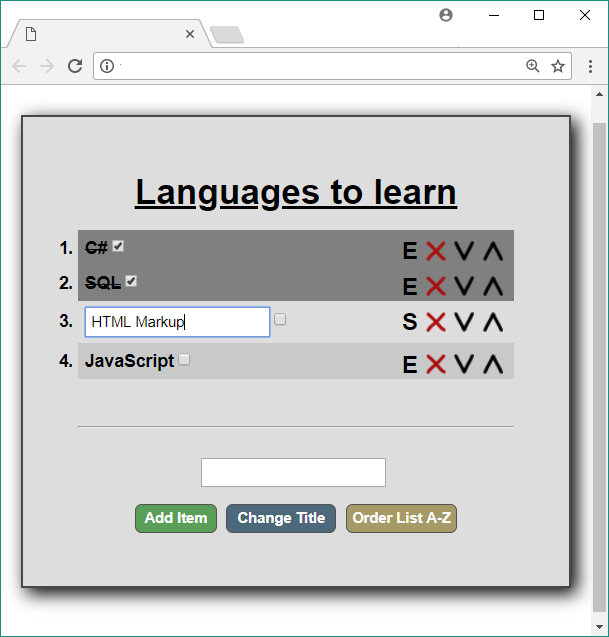 Languages to learn
1. C# E
2. SQL E
3. HTML Markup S
4. JavaScript E
Add Item Change Title Order List A-Z